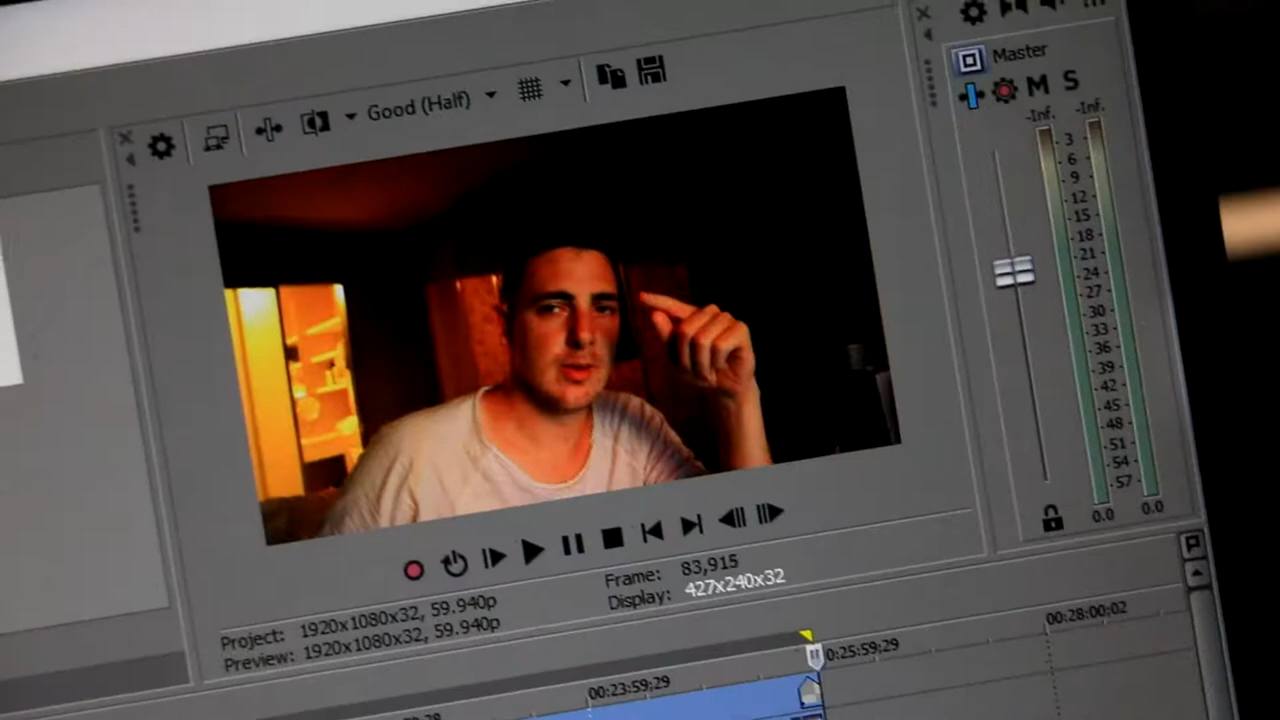 Good (Half)
Master
M S
-Inf. -Inf.
3
6
9
12
15
18
21
24
27
30
33
36
39
42
45
48
51
54
57
0.0 0.0
Frame: 83,915
Display: 427x240x32
Project: 1920x1080x32, 59.940p
Preview: 1920x1080x32, 59.940p
00:23:59;29
00:25:59;29
00:28:00;02